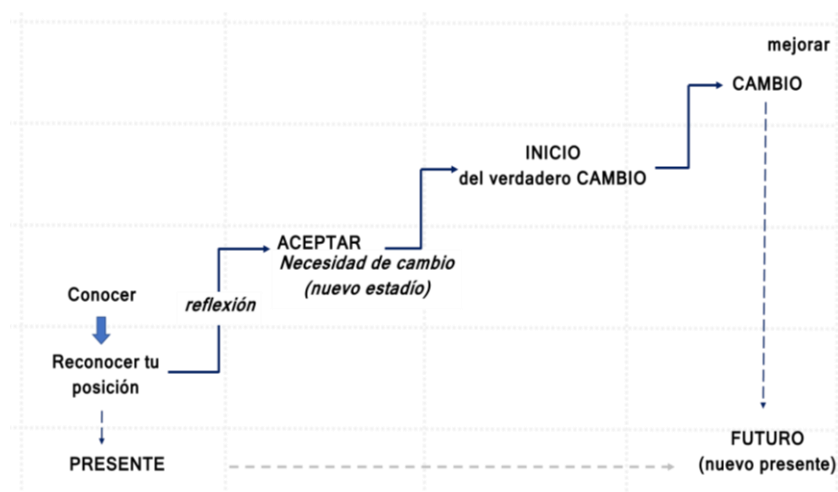 mejorar
CAMBIO
INICIO
del verdadero CAMBIO
ACEPTAR
Necesidad de cambio
(nuevo estadío)
Conocer
reflexión
Reconocer tu
posición
PRESENTE
FUTURO
(nuevo presente)